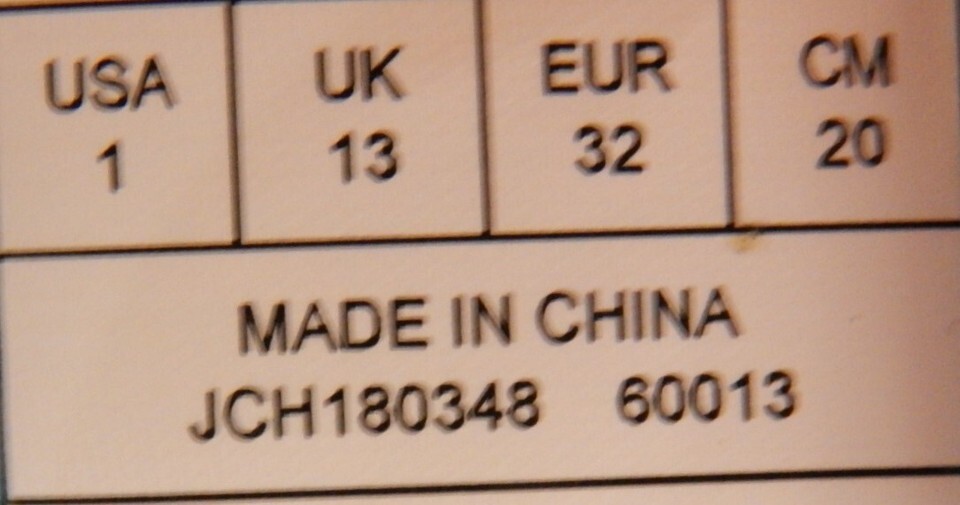 USA UK EUR CM
1 13 32 20
MADE IN CHINA
JCH180348 60013